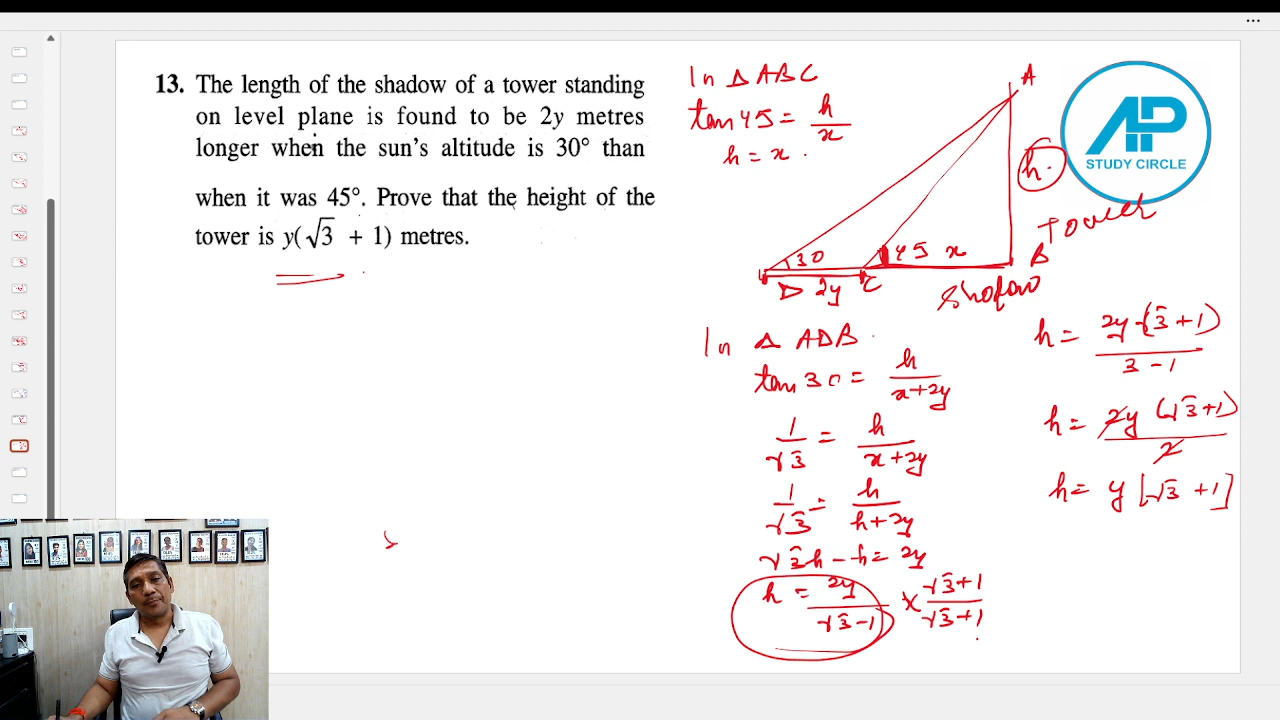 13. The length of the shadow of a tower standing
on level plane is found to be 2y metres
longer when the sun's altitude is 30° than
when it was 45°. Prove that the height of the
tower is y(√3 + 1) metres.
In Δ ABC
tan 45 = h/x
h = x
A
h
Tower
30
45
x
B
D
2y
C
AP
STUDY CIRCLE
In Δ ADB
tan 30 = h/(x+2y)
1/√3 = h/(x+2y)
1/√3 = h/(h+2y)
√3h - h = 2y
h = 2y/(√3-1) × (√3+1)/(√3+1)
h = 2y(√3+1)/(3-1)
h = 2y(√3+1)/2
h = y[√3+1]